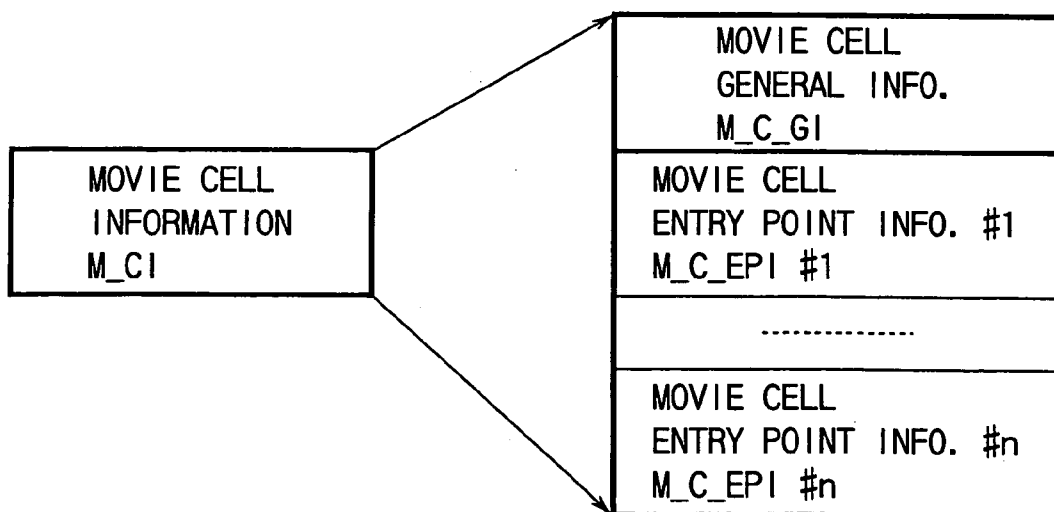 MOVIE CELL
INFORMATION
M_CI
MOVIE CELL
GENERAL INFO.
M_C_GI
MOVIE CELL
ENTRY POINT INFO. #1
M_C_EPI #1
--------------
MOVIE CELL
ENTRY POINT INFO. #n
M_C_EPI #n